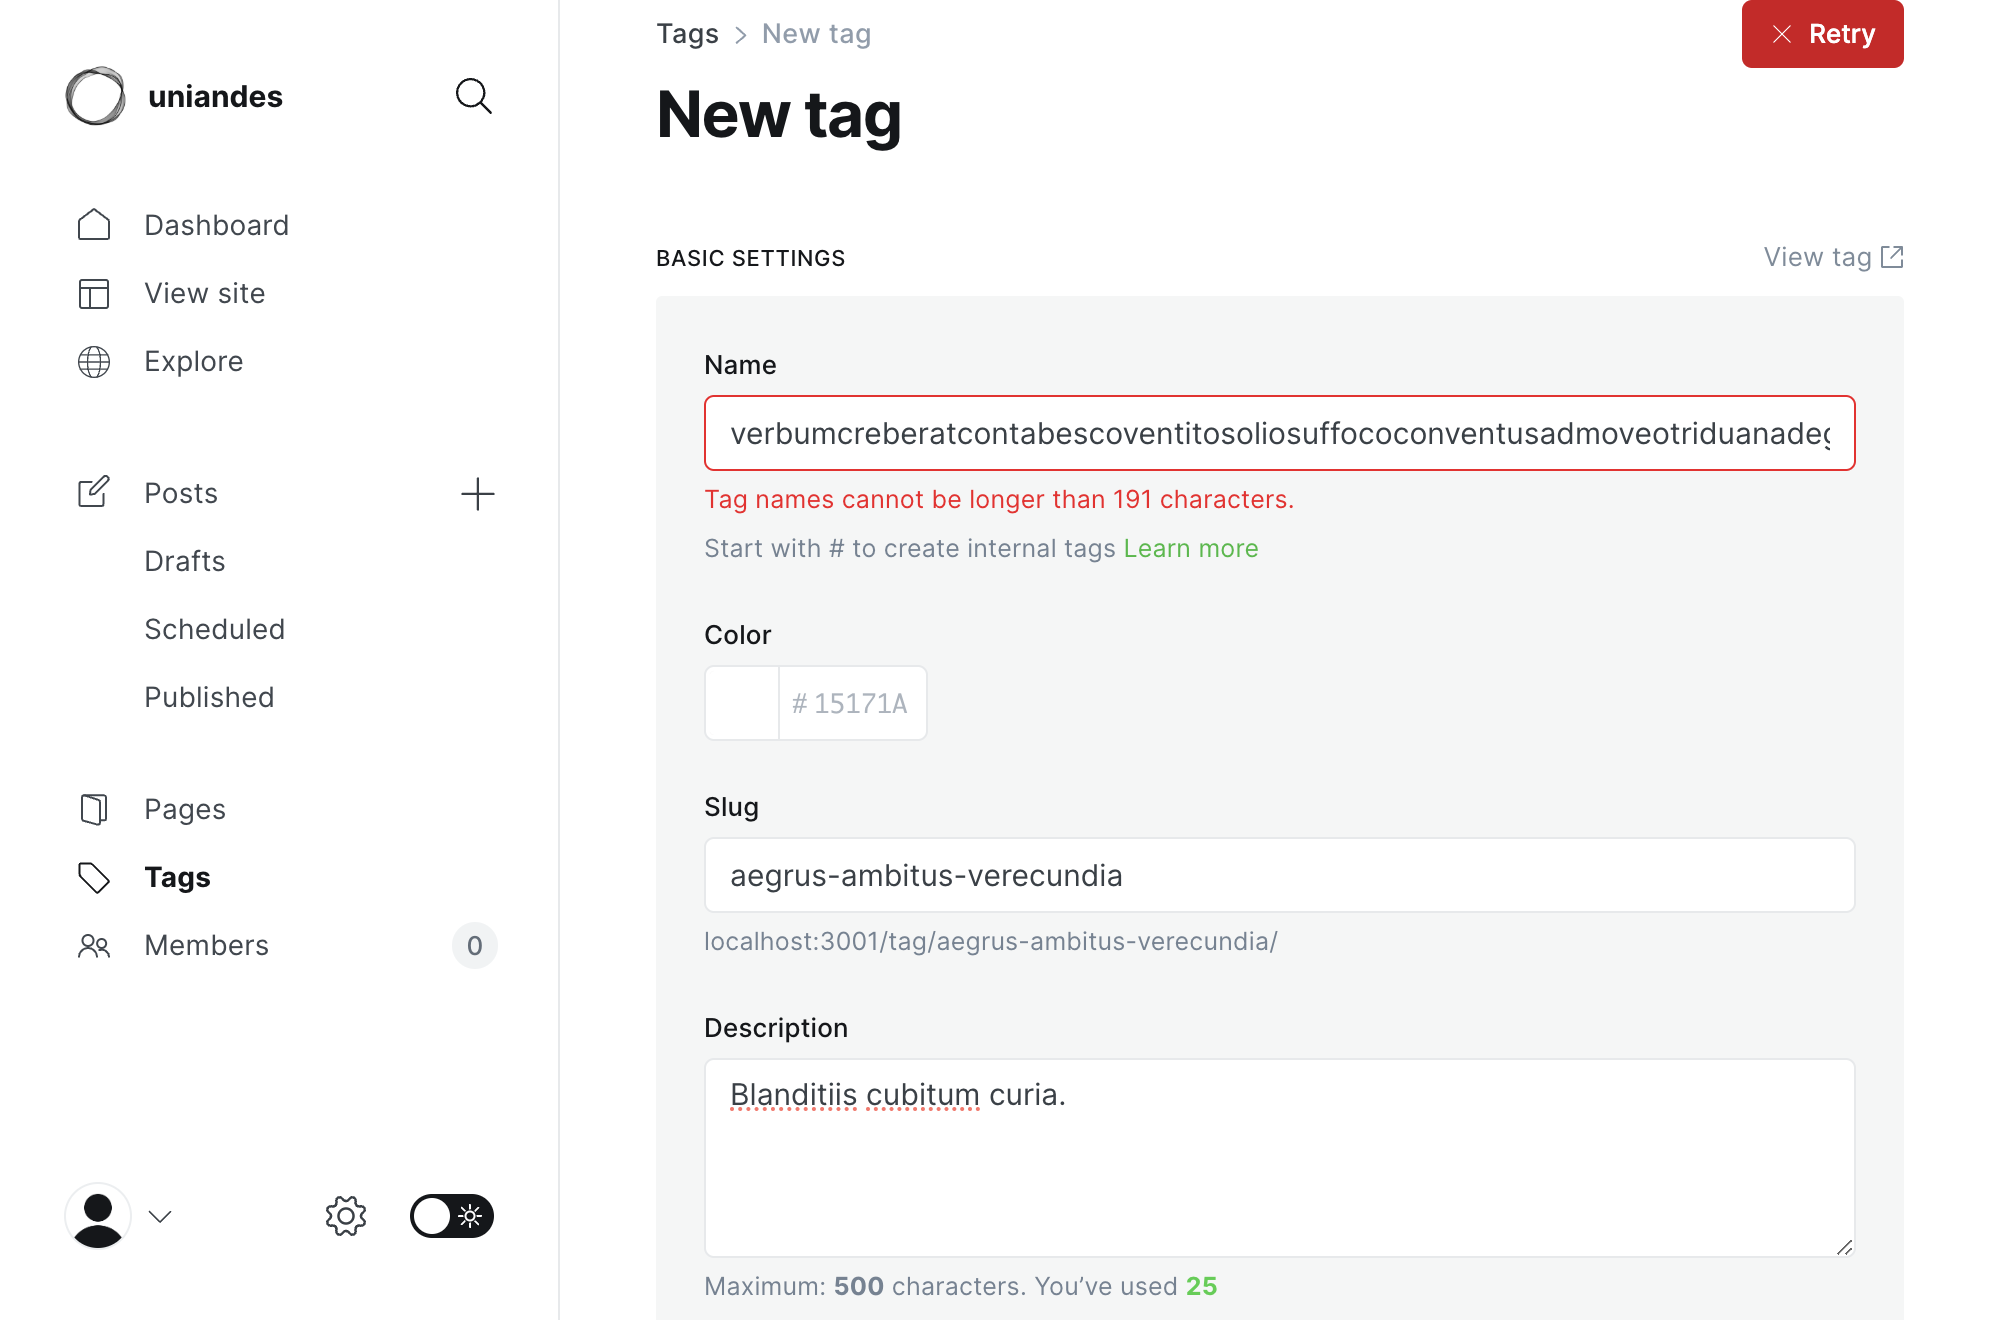 uniandes
Dashboard
View site
Explore
Posts
Drafts
Scheduled
Published
Pages
Tags
Members 0
Tags > New tag
Retry
New tag
BASIC SETTINGS
View tag
Name
verbumcreberatcontabescoventitosoliosuffococonventusadmoveotriduanadeg
Tag names cannot be longer than 191 characters.
Start with # to create internal tags Learn more
Color
# 15171A
Slug
aegrus-ambitus-verecundia
localhost:3001/tag/aegrus-ambitus-verecundia/
Description
Blanditiis cubitum curia.
Maximum: 500 characters. You’ve used 25